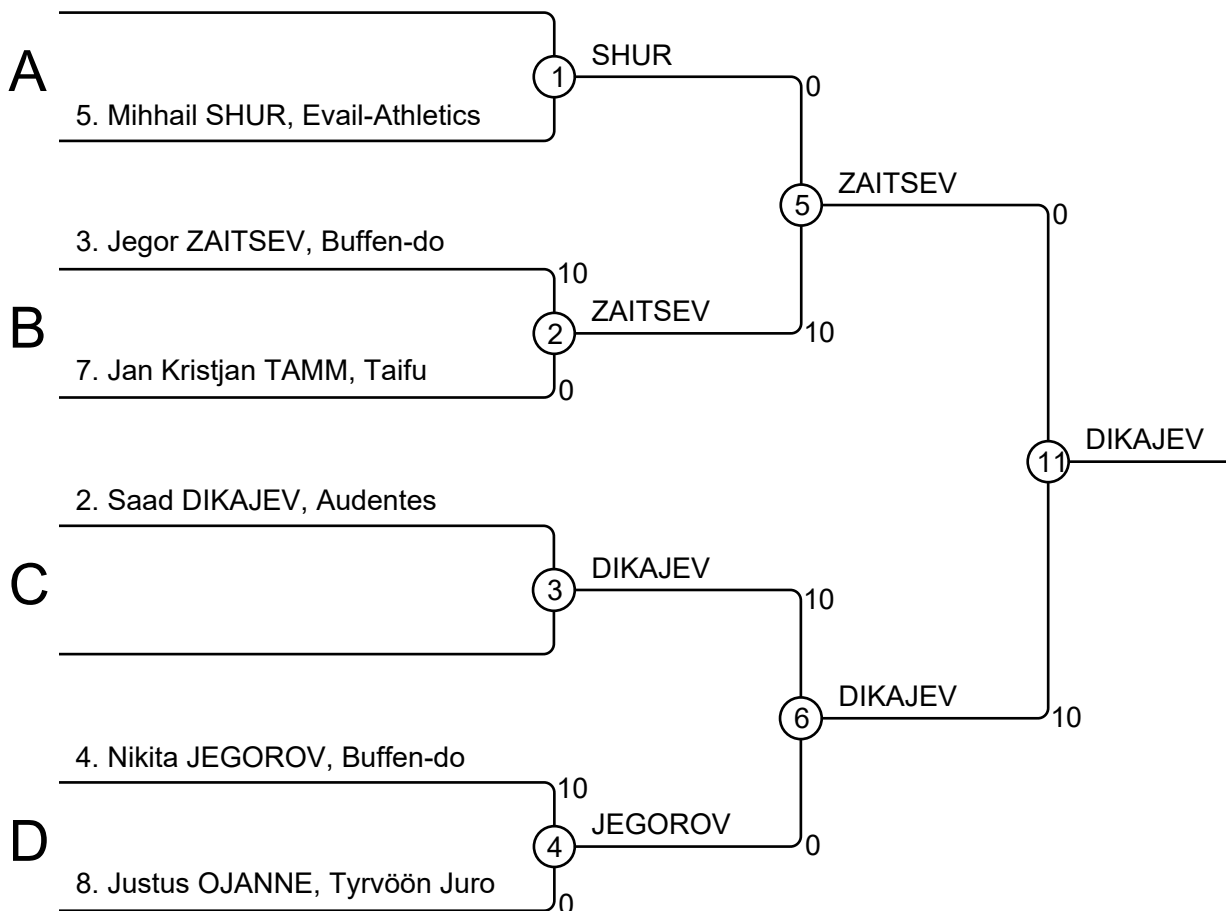 A
5. Mihhail SHUR, Evail-Athletics
1
SHUR
0
B
3. Jegor ZAITSEV, Buffen-do
10
7. Jan Kristjan TAMM, Taifu
0
2
ZAITSEV
10
5
ZAITSEV
0
C
2. Saad DIKAJEV, Audentes
3
DIKAJEV
10
D
4. Nikita JEGOROV, Buffen-do
10
8. Justus OJANNE, Tyrvöön Juro
0
4
JEGOROV
0
6
DIKAJEV
10
11
DIKAJEV